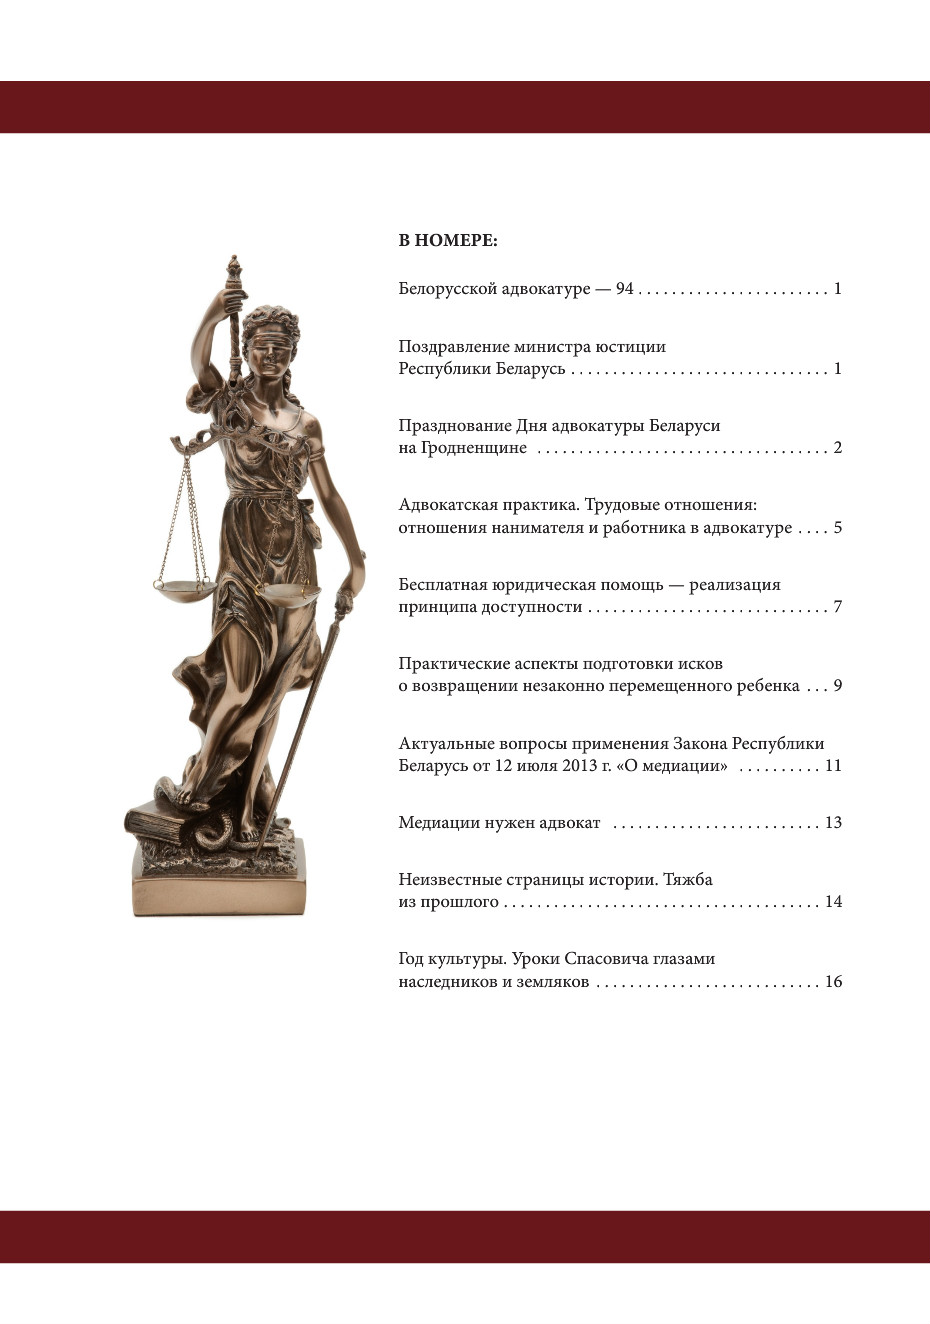 В НОМЕРЕ:
Белорусской адвокатуре — 94 . . . . . . . . . . . . . . . . . . . . . . . 1
Поздравление министра юстиции
Республики Беларусь . . . . . . . . . . . . . . . . . . . . . . . . . . . . . . . 1
Празднование Дня адвокатуры Беларуси
на Гродненщине . . . . . . . . . . . . . . . . . . . . . . . . . . . . . . . . . . . 2
Адвокатская практика. Трудовые отношения:
отношения нанимателя и работника в адвокатуре . . . . 5
Бесплатная юридическая помощь — реализация
принципа доступности . . . . . . . . . . . . . . . . . . . . . . . . . . . . . 7
Практические аспекты подготовки исков
о возвращении незаконно перемещенного ребенка . . . 9
Актуальные вопросы применения Закона Республики
Беларусь от 12 июля 2013 г. «О медиации» . . . . . . . . . . 11
Медиации нужен адвокат . . . . . . . . . . . . . . . . . . . . . . . . . 13
Неизвестные страницы истории. Тяжба
из прошлого . . . . . . . . . . . . . . . . . . . . . . . . . . . . . . . . . . . . . . 14
Год культуры. Уроки Спасовича глазами
наследников и земляков . . . . . . . . . . . . . . . . . . . . . . . . . . . 16